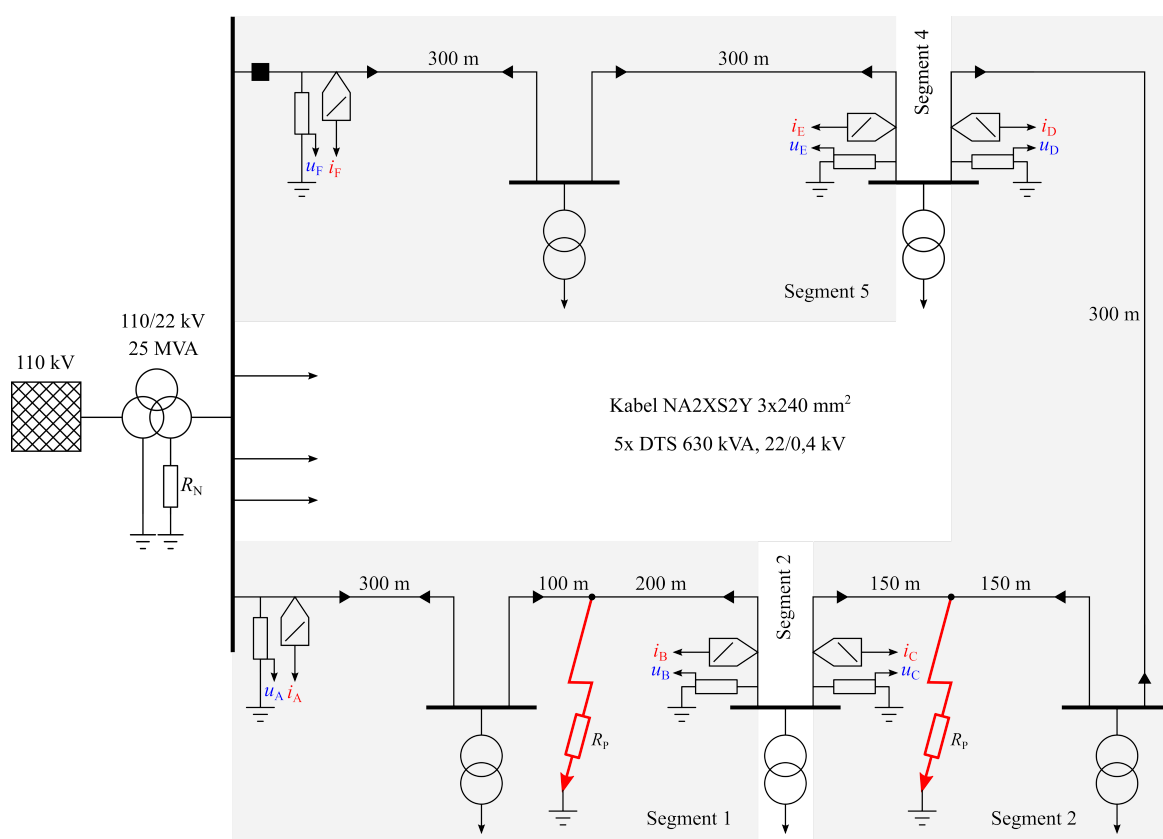 300 m
300 m
Segment 4
uF
iF
iE
uE
iD
uD
Segment 5
300 m
110/22 kV
25 MVA
110 kV
RN
Kabel NA2XS2Y 3x240 mm²
5x DTS 630 kVA, 22/0,4 kV
300 m
100 m
200 m
Segment 2
150 m
150 m
uA
iA
iB
uB
iC
uC
RP
RP
Segment 1
Segment 2